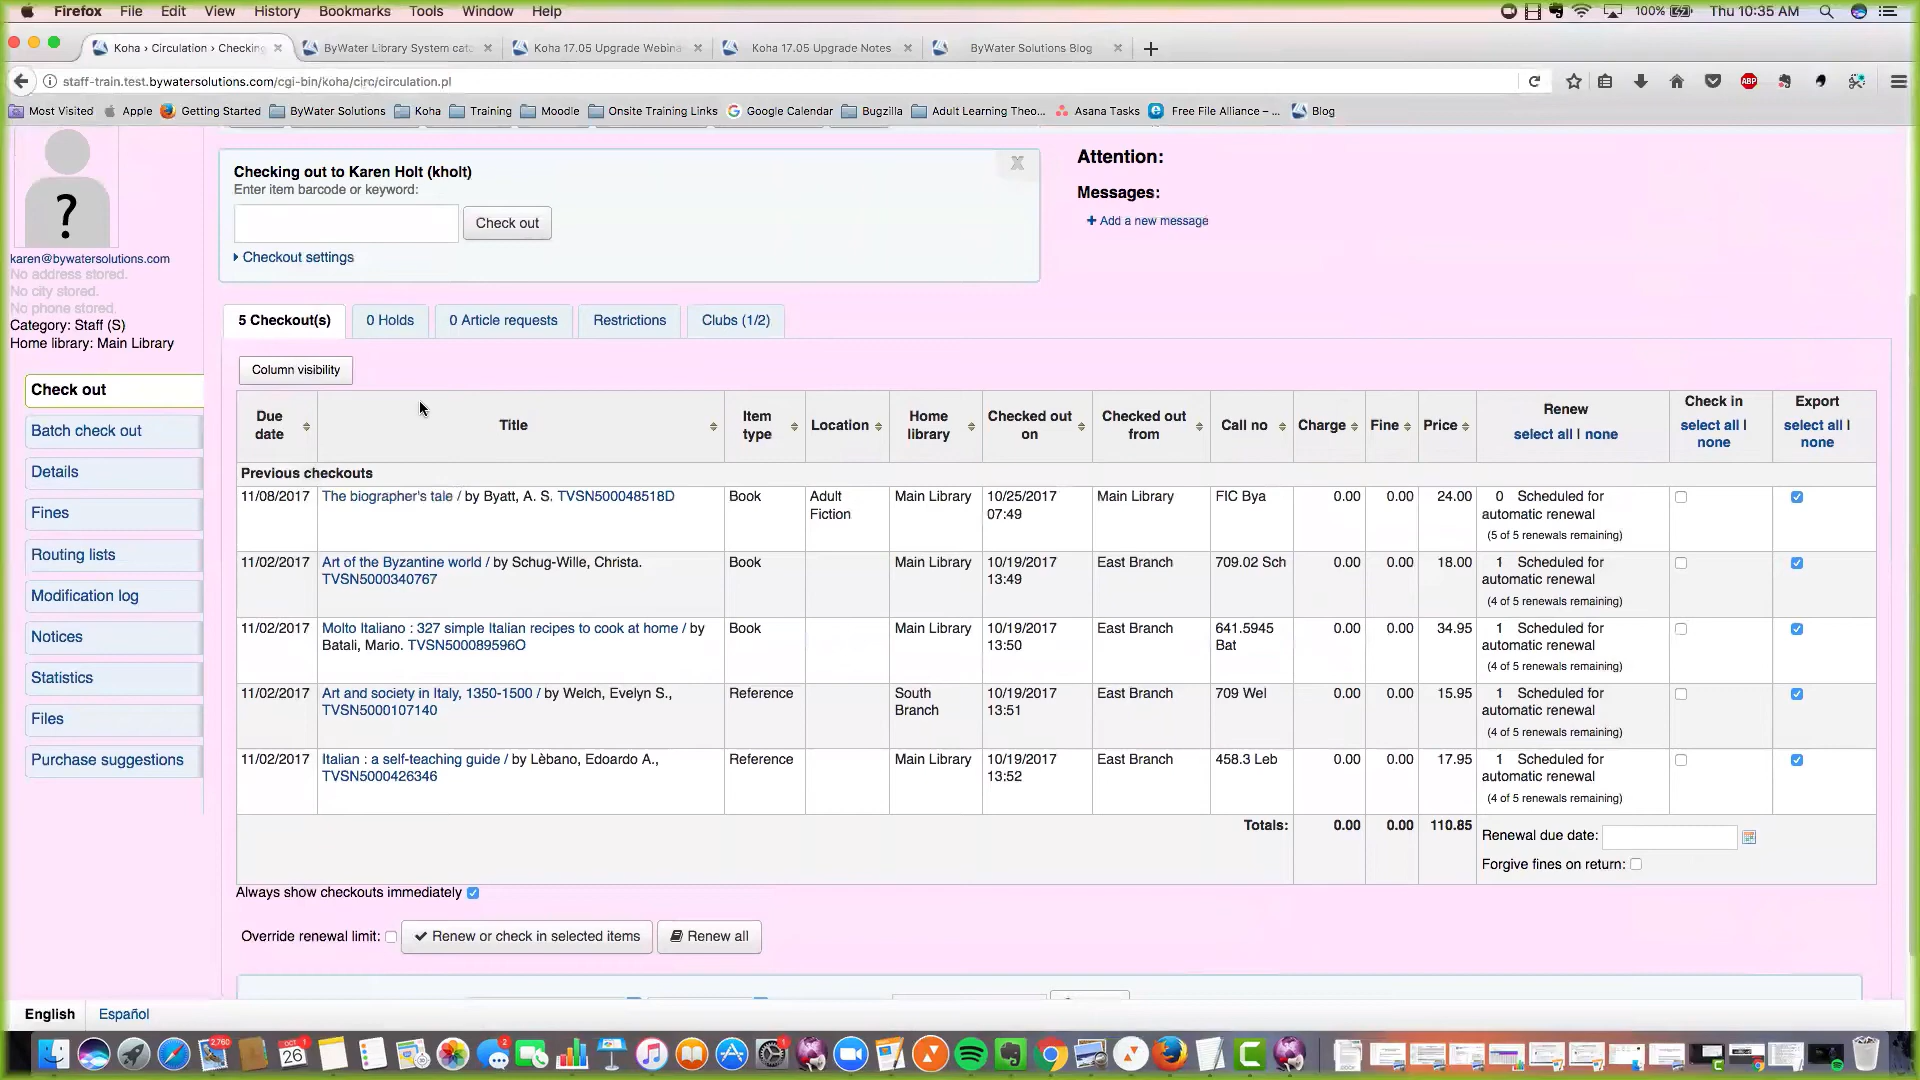 Firefox File Edit View History Bookmarks Tools Window Help 100% Thu 10:35 AM
Koha › Circulation › Checking ByWater Library System cata Koha 17.05 Upgrade Webina Koha 17.05 Upgrade Notes ByWater Solutions Blog
staff-train.test.bywatersolutions.com/cgi-bin/koha/circ/circulation.pl
Most Visited Apple Getting Started ByWater Solutions Koha Training Moodle Onsite Training Links Google Calendar Bugzilla Adult Learning Theo... Asana Tasks Free File Alliance – ... Blog
?
karen@bywatersolutions.com
No address stored.
No city stored.
No phone stored.
Category: Staff (S)
Home library: Main Library
Check out
Batch check out
Details
Fines
Routing lists
Modification log
Notices
Statistics
Files
Purchase suggestions
Checking out to Karen Holt (kholt)
X
Enter item barcode or keyword:
Check out
Checkout settings
Attention:
Messages:
+ Add a new message
5 Checkout(s) 0 Holds 0 Article requests Restrictions Clubs (1/2)
Column visibility
Due date Title Item type Location Home library Checked out on Checked out from Call no Charge Fine Price Renew select all | none Check in select all | none Export select all | none
Previous checkouts
11/08/2017 The biographer's tale / by Byatt, A. S. TVSN500048518D Book Adult Fiction Main Library 10/25/2017 07:49 Main Library FIC Bya 0.00 0.00 24.00 0 Scheduled for automatic renewal (5 of 5 renewals remaining)
11/02/2017 Art of the Byzantine world / by Schug-Wille, Christa. TVSN5000340767 Book Main Library 10/19/2017 13:49 East Branch 709.02 Sch 0.00 0.00 18.00 1 Scheduled for automatic renewal (4 of 5 renewals remaining)
11/02/2017 Molto Italiano : 327 simple Italian recipes to cook at home / by Batali, Mario. TVSN500089596O Book Main Library 10/19/2017 13:50 East Branch 641.5945 Bat 0.00 0.00 34.95 1 Scheduled for automatic renewal (4 of 5 renewals remaining)
11/02/2017 Art and society in Italy, 1350-1500 / by Welch, Evelyn S., TVSN5000107140 Reference South Branch 10/19/2017 13:51 East Branch 709 Wel 0.00 0.00 15.95 1 Scheduled for automatic renewal (4 of 5 renewals remaining)
11/02/2017 Italian : a self-teaching guide / by Lèbano, Edoardo A., TVSN5000426346 Reference Main Library 10/19/2017 13:52 East Branch 458.3 Leb 0.00 0.00 17.95 1 Scheduled for automatic renewal (4 of 5 renewals remaining)
Totals: 0.00 0.00 110.85 Renewal due date:
Forgive fines on return:
Always show checkouts immediately
Override renewal limit: Renew or check in selected items Renew all
English Español
2,760 OCT 26 2 1